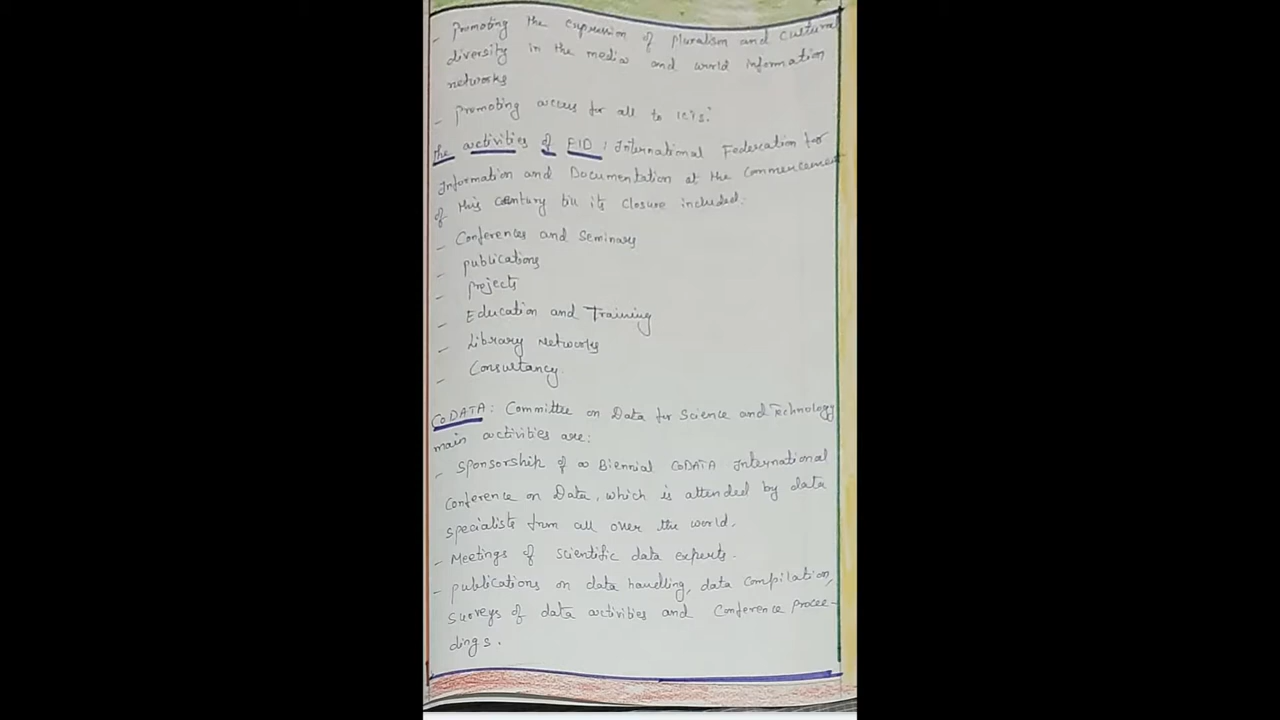 - Promoting the expression of pluralism and cultural
diversity in the media and world information
networks
- Promoting access for all to ICTS.
The activities of FID : International Federation for
Information and Documentation at the commencement
of this century till its closure included.
- Conferences and Seminars
- publications
- projects
- Education and Training
- Library Networks
- Consultancy.
CODATA : Committee on Data for Science and Technology
main activities are:
- Sponsorship of a Biennial CODATA International
Conference on Data, which is attended by data
specialists from all over the world.
- Meetings of scientific data experts.
- publications on data handling, data compilation,
surveys of data activities and Conference procee-
dings.